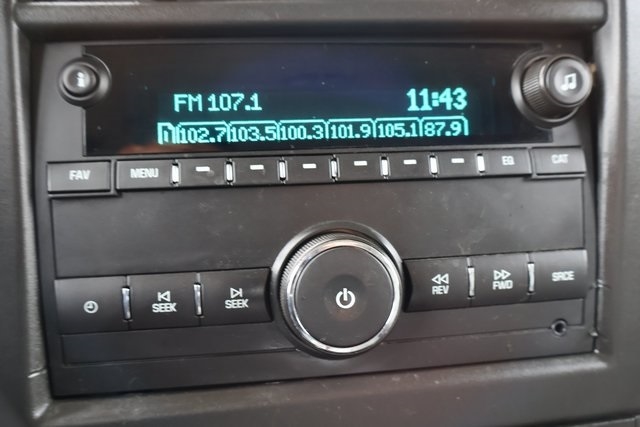 FM 107.1 11:43
1 102.7 103.5 100.3 101.9 105.1 87.9
FAV MENU EQ CAT
SEEK SEEK REV FWD SRCE